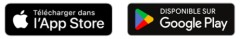 Télécharger dans
l'App Store
DISPONIBLE SUR
Google Play